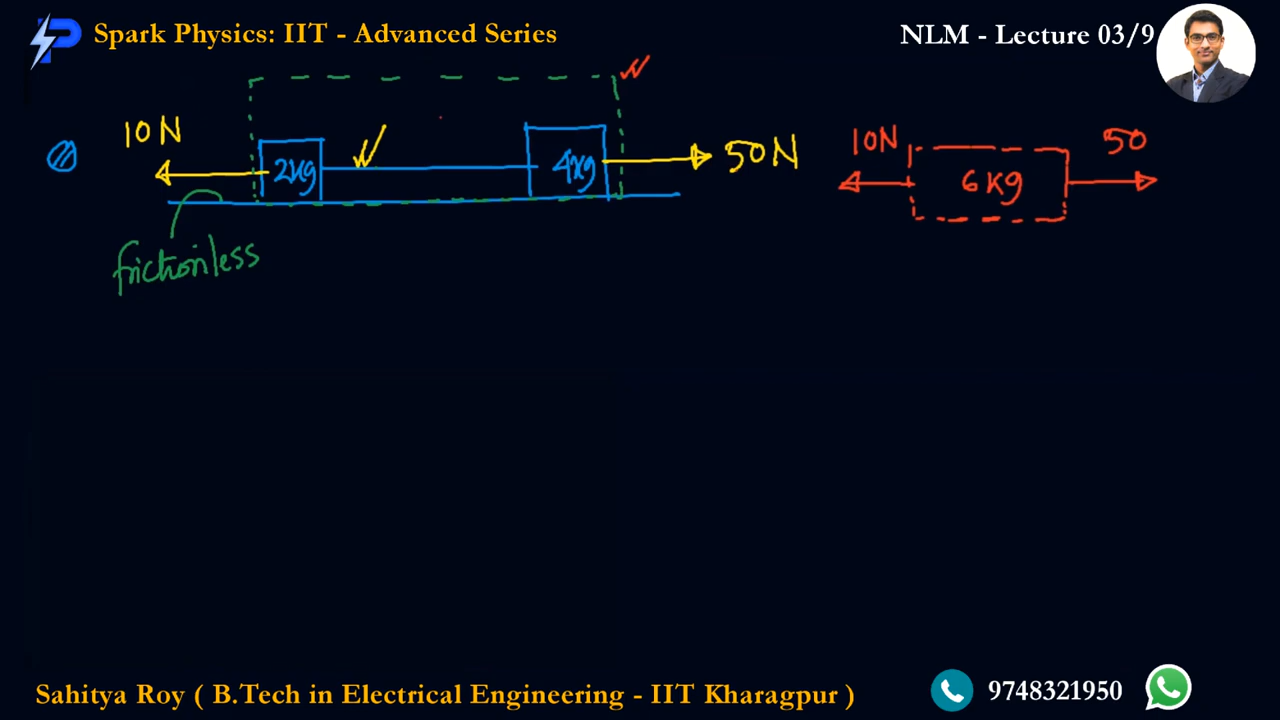 Spark Physics: IIT - Advanced Series
NLM - Lecture 03/9
10N
2kg
4kg
50N
10N
50
6kg
frictionless
Sahitya Roy ( B.Tech in Electrical Engineering - IIT Kharagpur )
9748321950